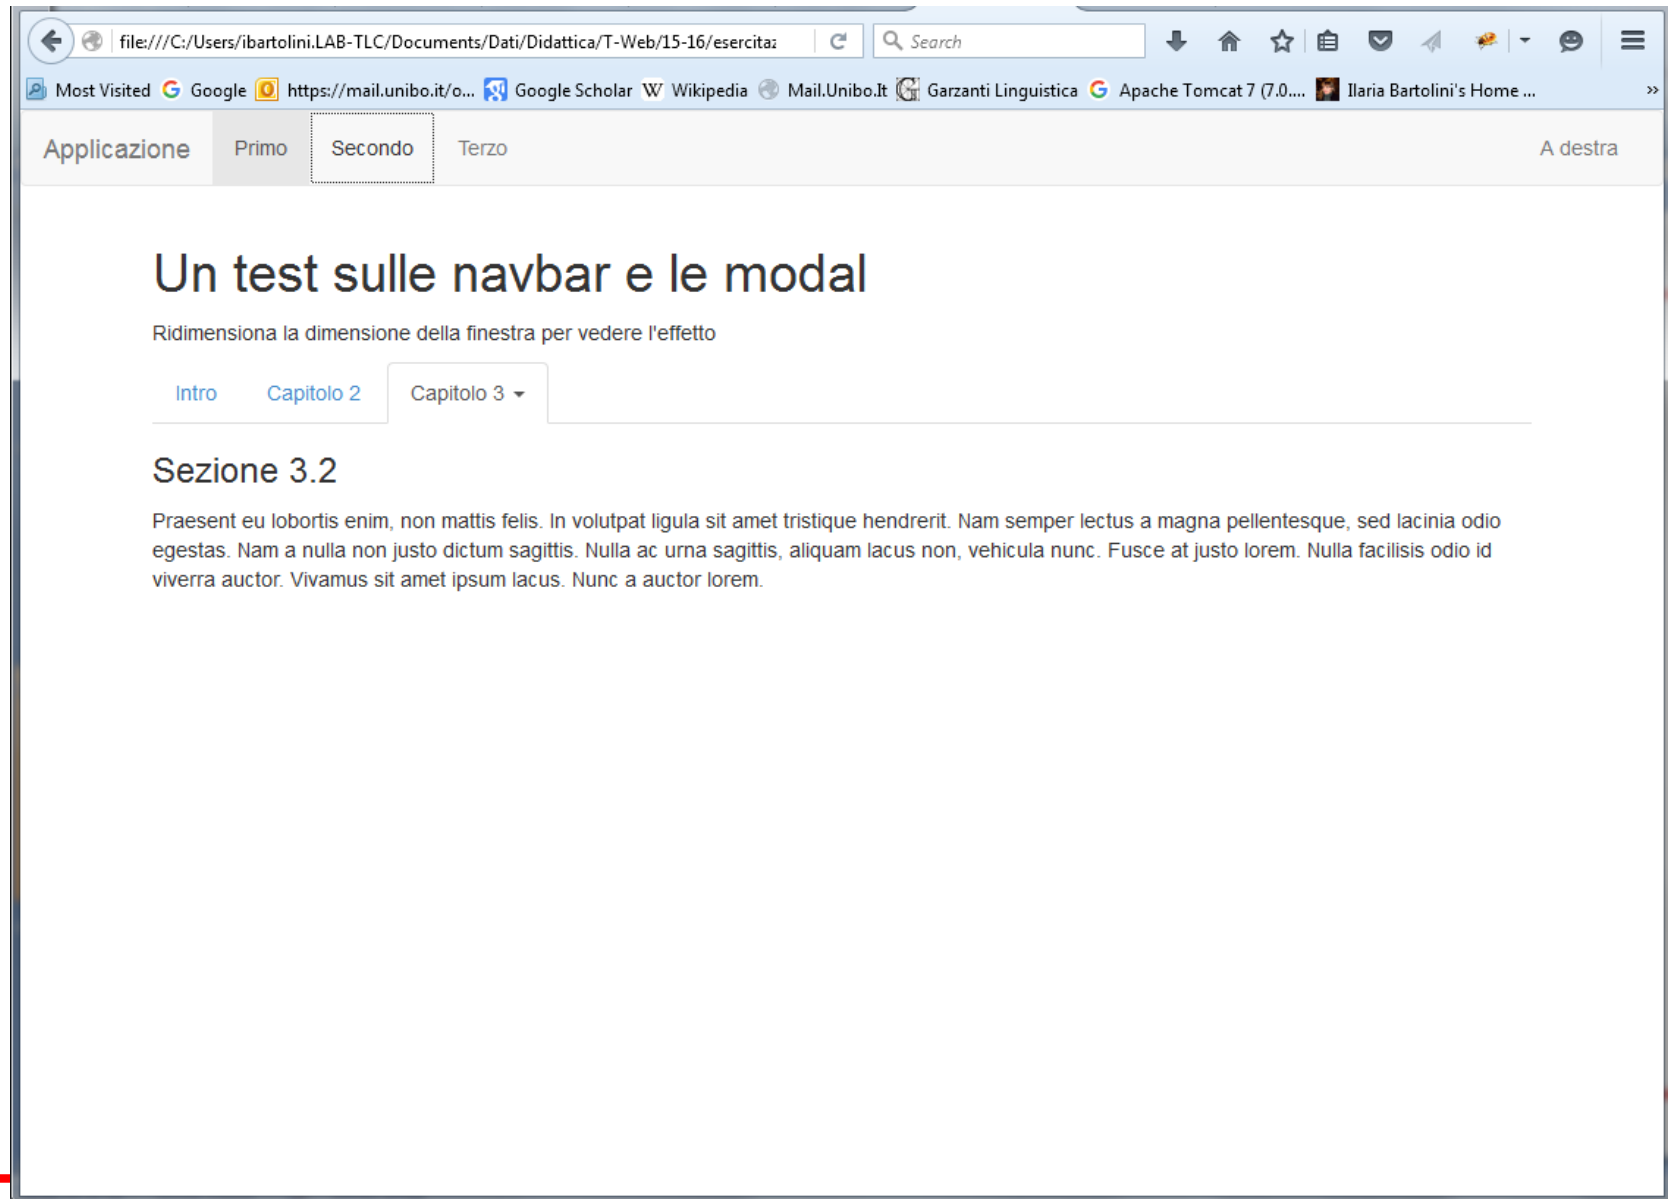 file:///C:/Users/ibartolini.LAB-TLC/Documents/Dati/Didattica/T-Web/15-16/esercitaz
Search
Most Visited Google https://mail.unibo.it/o... Google Scholar W Wikipedia Mail.Unibo.It Garzanti Linguistica Apache Tomcat 7 (7.0.... Ilaria Bartolini's Home ... »
Applicazione Primo Secondo Terzo A destra
Un test sulle navbar e le modal
Ridimensiona la dimensione della finestra per vedere l'effetto
Intro Capitolo 2 Capitolo 3
Sezione 3.2
Praesent eu lobortis enim, non mattis felis. In volutpat ligula sit amet tristique hendrerit. Nam semper lectus a magna pellentesque, sed lacinia odio
egestas. Nam a nulla non justo dictum sagittis. Nulla ac urna sagittis, aliquam lacus non, vehicula nunc. Fusce at justo lorem. Nulla facilisis odio id
viverra auctor. Vivamus sit amet ipsum lacus. Nunc a auctor lorem.